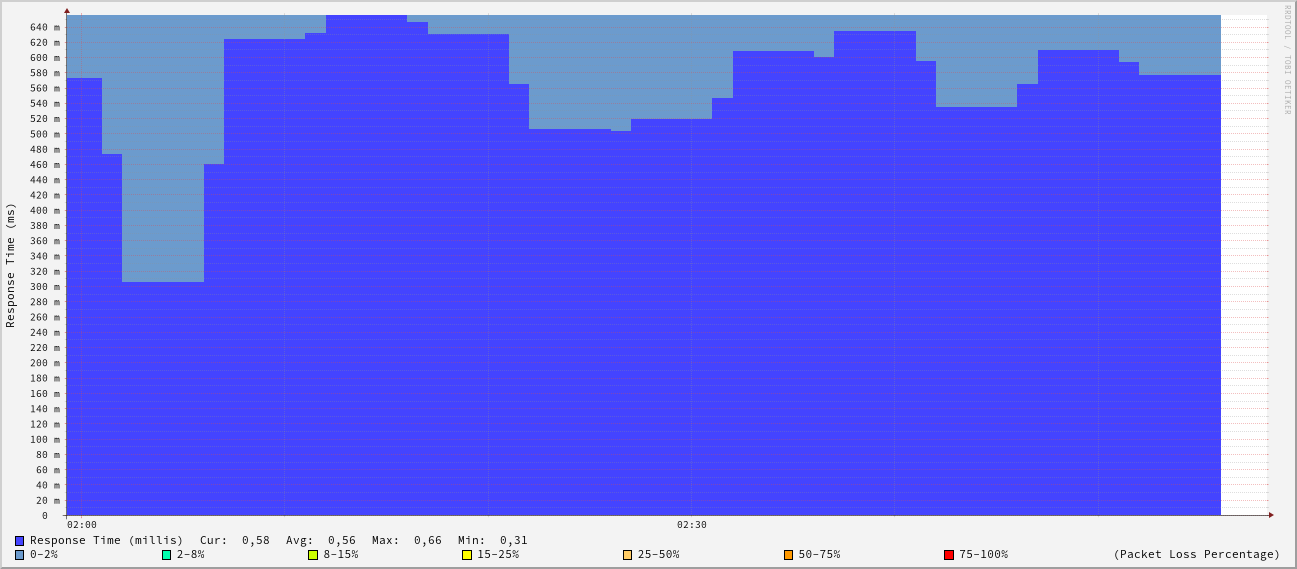 RRDTOOL / TOBI OETIKER
Response Time (ms)
640 m
620 m
600 m
580 m
560 m
540 m
520 m
500 m
480 m
460 m
440 m
420 m
400 m
380 m
360 m
340 m
320 m
300 m
280 m
260 m
240 m
220 m
200 m
180 m
160 m
140 m
120 m
100 m
80 m
60 m
40 m
20 m
0
02:00 02:30
Response Time (millis) Cur: 0,58 Avg: 0,56 Max: 0,66 Min: 0,31
0-2% 2-8% 8-15% 15-25% 25-50% 50-75% 75-100% (Packet Loss Percentage)